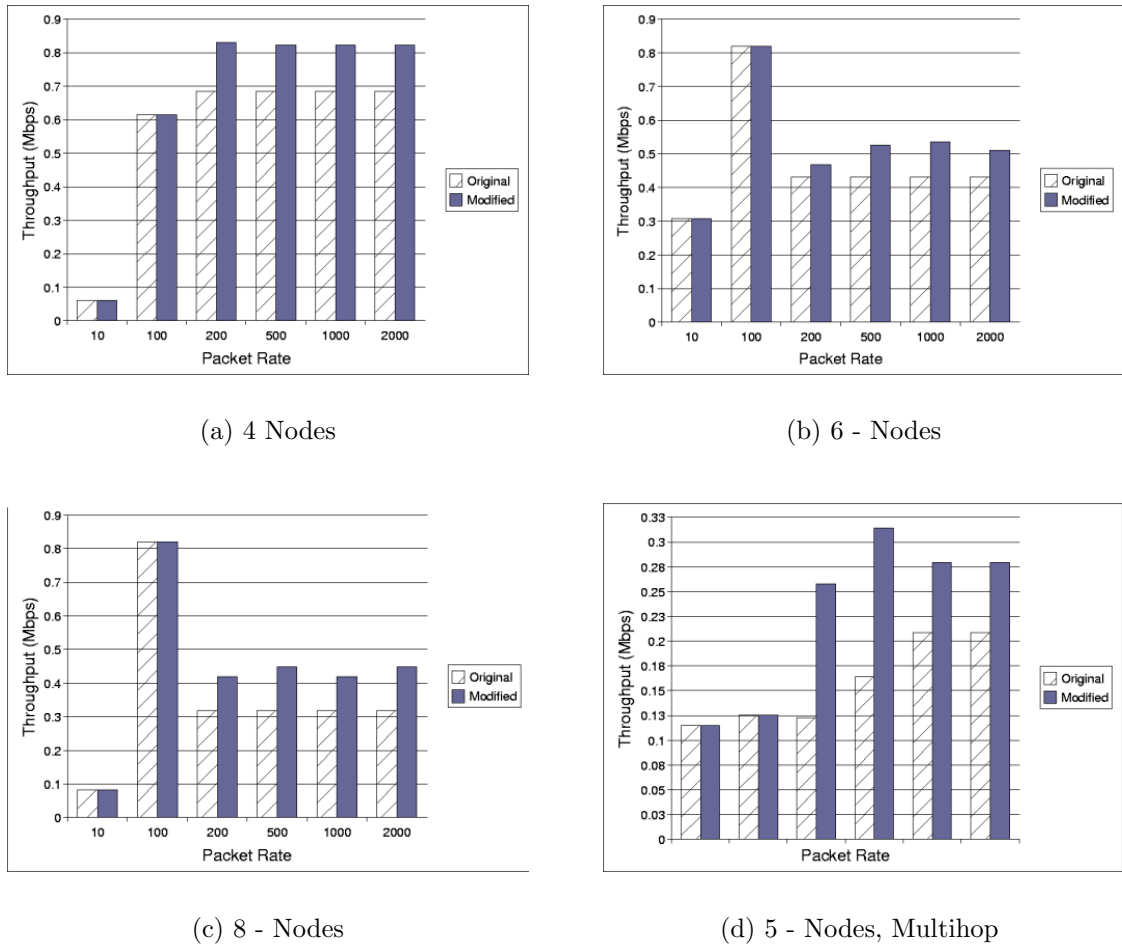 0.9
0.8
0.7
0.6
0.5
0.4
0.3
0.2
0.1
0
Throughput (Mbps)
10 100 200 500 1000 2000
Packet Rate
Original
Modified
(a) 4 Nodes
0.9
0.8
0.7
0.6
0.5
0.4
0.3
0.2
0.1
0
Throughput (Mbps)
10 100 200 500 1000 2000
Packet Rate
Original
Modified
(b) 6 - Nodes
0.9
0.8
0.7
0.6
0.5
0.4
0.3
0.2
0.1
0
Throughput (Mbps)
10 100 200 500 1000 2000
Packet Rate
Original
Modified
(c) 8 - Nodes
0.33
0.3
0.28
0.25
0.23
0.2
0.18
0.15
0.13
0.1
0.08
0.05
0.03
0
Throughput (Mbps)
Packet Rate
Original
Modified
(d) 5 - Nodes, Multihop